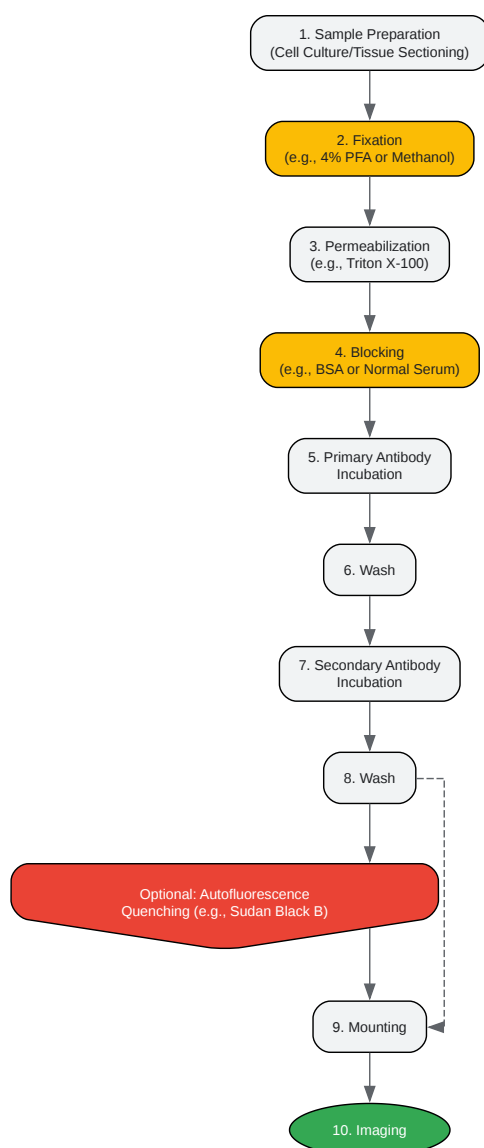 1. Sample Preparation
(Cell Culture/Tissue Sectioning)
2. Fixation
(e.g., 4% PFA or Methanol)
3. Permeabilization
(e.g., Triton X-100)
4. Blocking
(e.g., BSA or Normal Serum)
5. Primary Antibody
Incubation
6. Wash
7. Secondary Antibody
Incubation
8. Wash
Optional: Autofluorescence
Quenching (e.g., Sudan Black B)
9. Mounting
10. Imaging